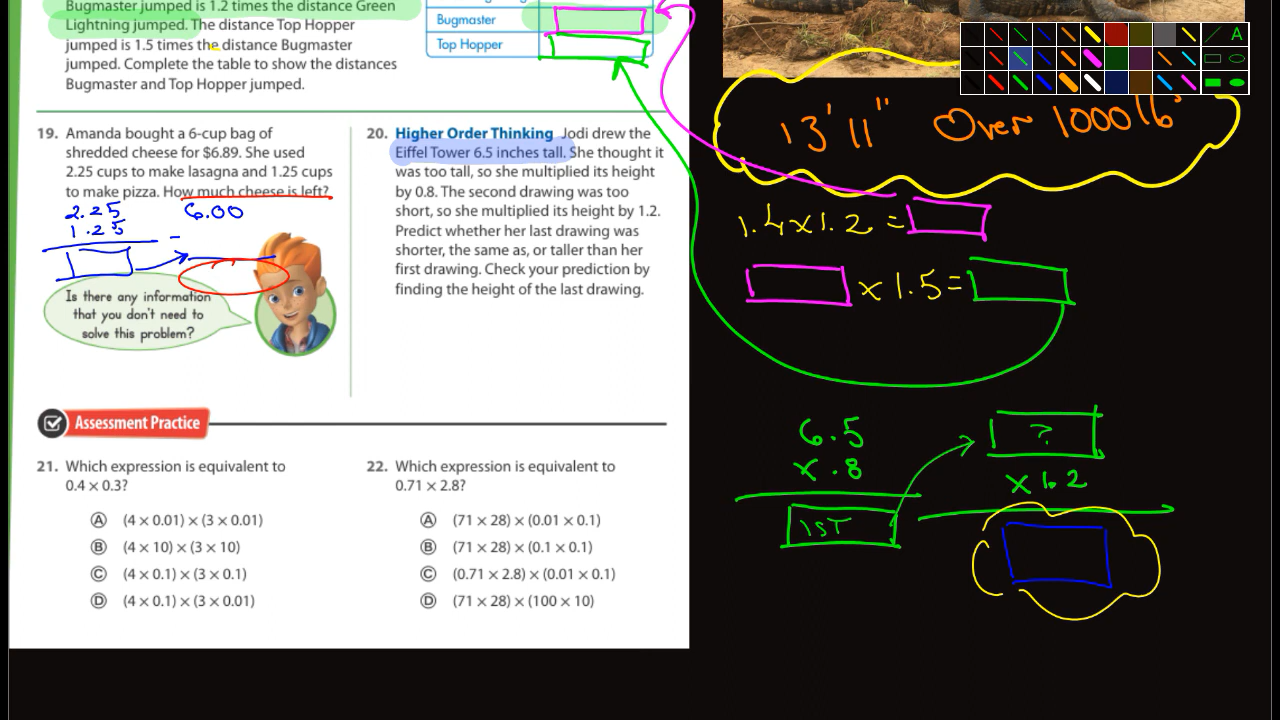 Bugmaster jumped is 1.2 times the distance Green
Lightning jumped. The distance Top Hopper
jumped is 1.5 times the distance Bugmaster
jumped. Complete the table to show the distances
Bugmaster and Top Hopper jumped.
Bugmaster
Top Hopper
A
13'11" Over 1000 lbs
19. Amanda bought a 6-cup bag of
shredded cheese for $6.89. She used
2.25 cups to make lasagna and 1.25 cups
to make pizza. How much cheese is left?
2.25
1.25
6.00
-
Is there any information
that you don't need to
solve this problem?
20. Higher Order Thinking Jodi drew the
Eiffel Tower 6.5 inches tall. She thought it
was too tall, so she multiplied its height
by 0.8. The second drawing was too
short, so she multiplied its height by 1.2.
Predict whether her last drawing was
shorter, the same as, or taller than her
first drawing. Check your prediction by
finding the height of the last drawing.
1.4 x 1.2 =
x 1.5 =
6.5
x .8
1ST
?
x 1.2
Assessment Practice
21. Which expression is equivalent to
0.4 × 0.3?
A (4 × 0.01) × (3 × 0.01)
B (4 × 10) × (3 × 10)
C (4 × 0.1) × (3 × 0.1)
D (4 × 0.1) × (3 × 0.01)
22. Which expression is equivalent to
0.71 × 2.8?
A (71 × 28) × (0.01 × 0.1)
B (71 × 28) × (0.1 × 0.1)
C (0.71 × 2.8) × (0.01 × 0.1)
D (71 × 28) × (100 × 10)